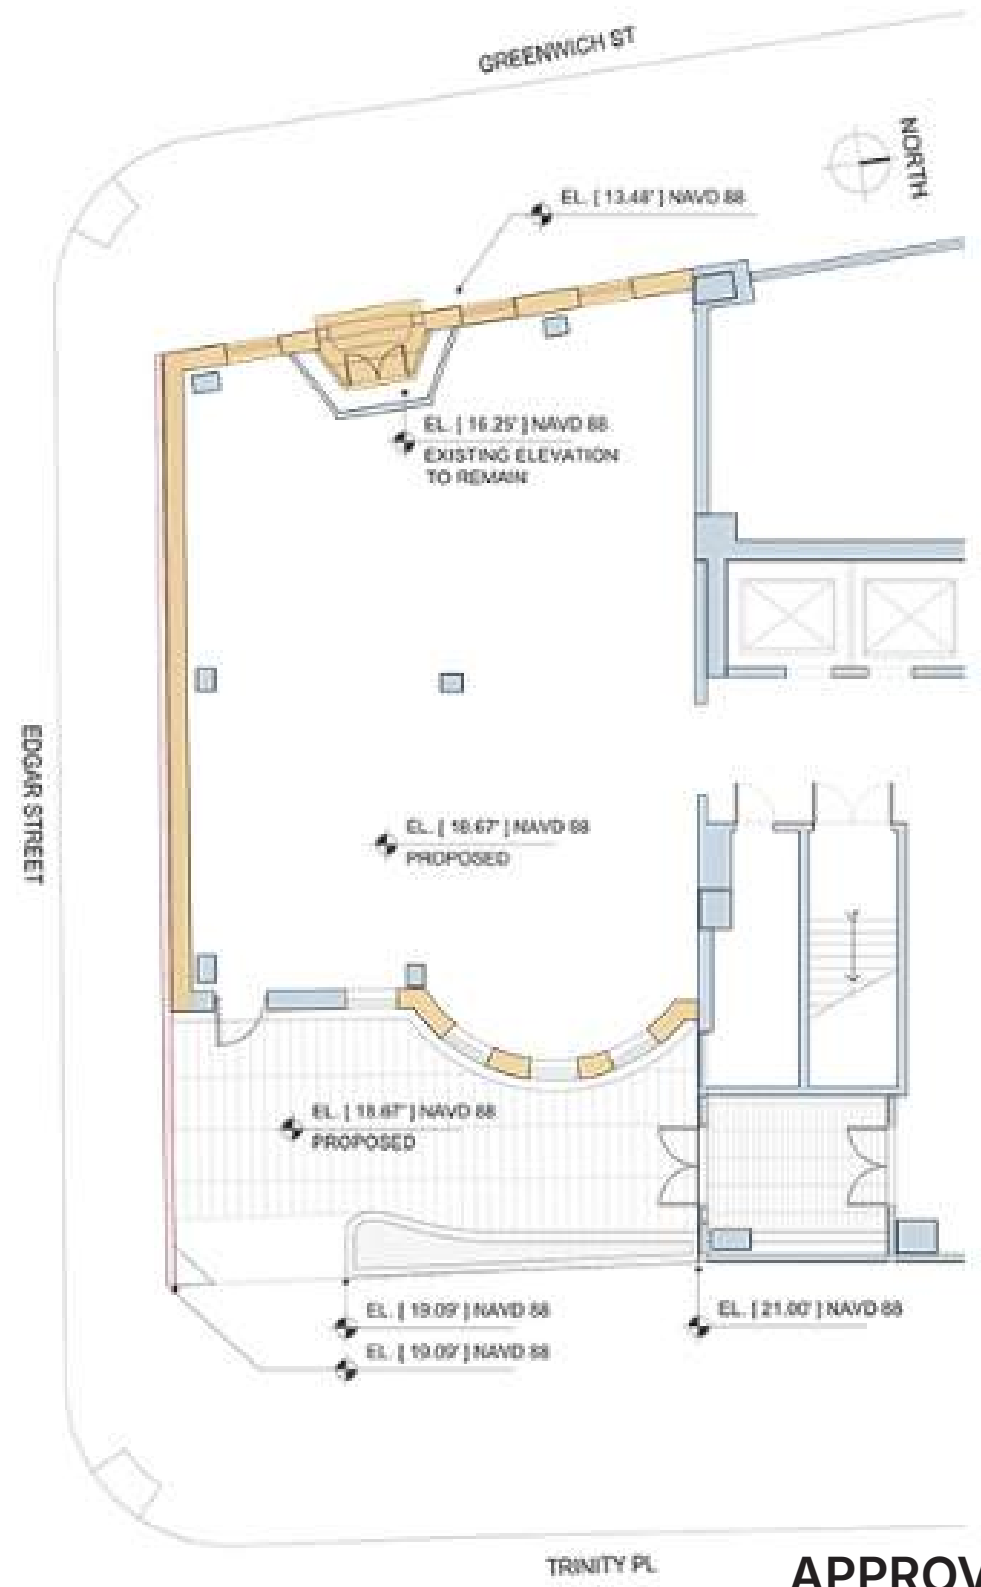 GREENWICH ST
NORTH
EL. [ 13.48' ] NAVD 88
EL. [ 16.25' ] NAVD 88
EXISTING ELEVATION
TO REMAIN
EDGAR STREET
EL. [ 18.67' ] NAVD 88
PROPOSED
EL. [ 18.67' ] NAVD 88
PROPOSED
EL. [ 19.09' ] NAVD 88
EL. [ 21.00' ] NAVD 88
EL. [ 19.09' ] NAVD 88
TRINITY PL
APPROV